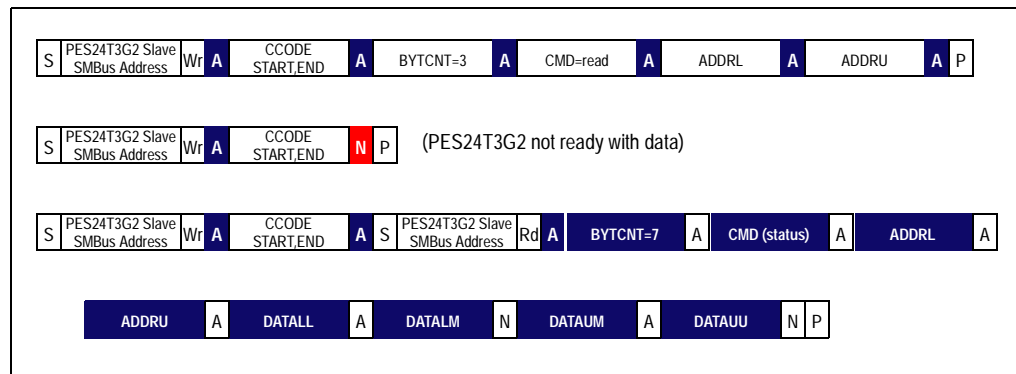 S PES24T3G2 Slave SMBus Address Wr A CCODE START,END A BYTCNT=3 A CMD=read A ADDRL A ADDRU A P
S PES24T3G2 Slave SMBus Address Wr A CCODE START,END N P (PES24T3G2 not ready with data)
S PES24T3G2 Slave SMBus Address Wr A CCODE START,END A S PES24T3G2 Slave SMBus Address Rd A BYTCNT=7 A CMD (status) A ADDRL A
ADDRU A DATALL A DATALM N DATAUM A DATAUU N P